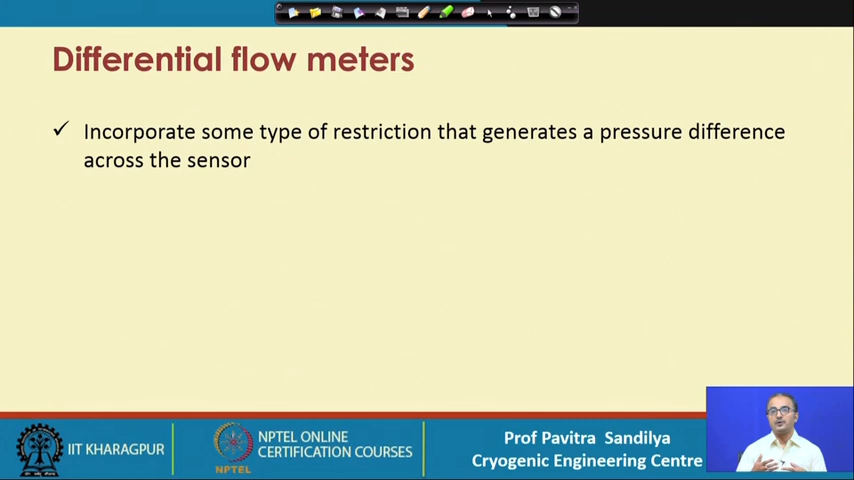 Differential flow meters
✓ Incorporate some type of restriction that generates a pressure difference
across the sensor
IIT KHARAGPUR
NPTEL
NPTEL ONLINE
CERTIFICATION COURSES
Prof Pavitra Sandilya
Cryogenic Engineering Centre